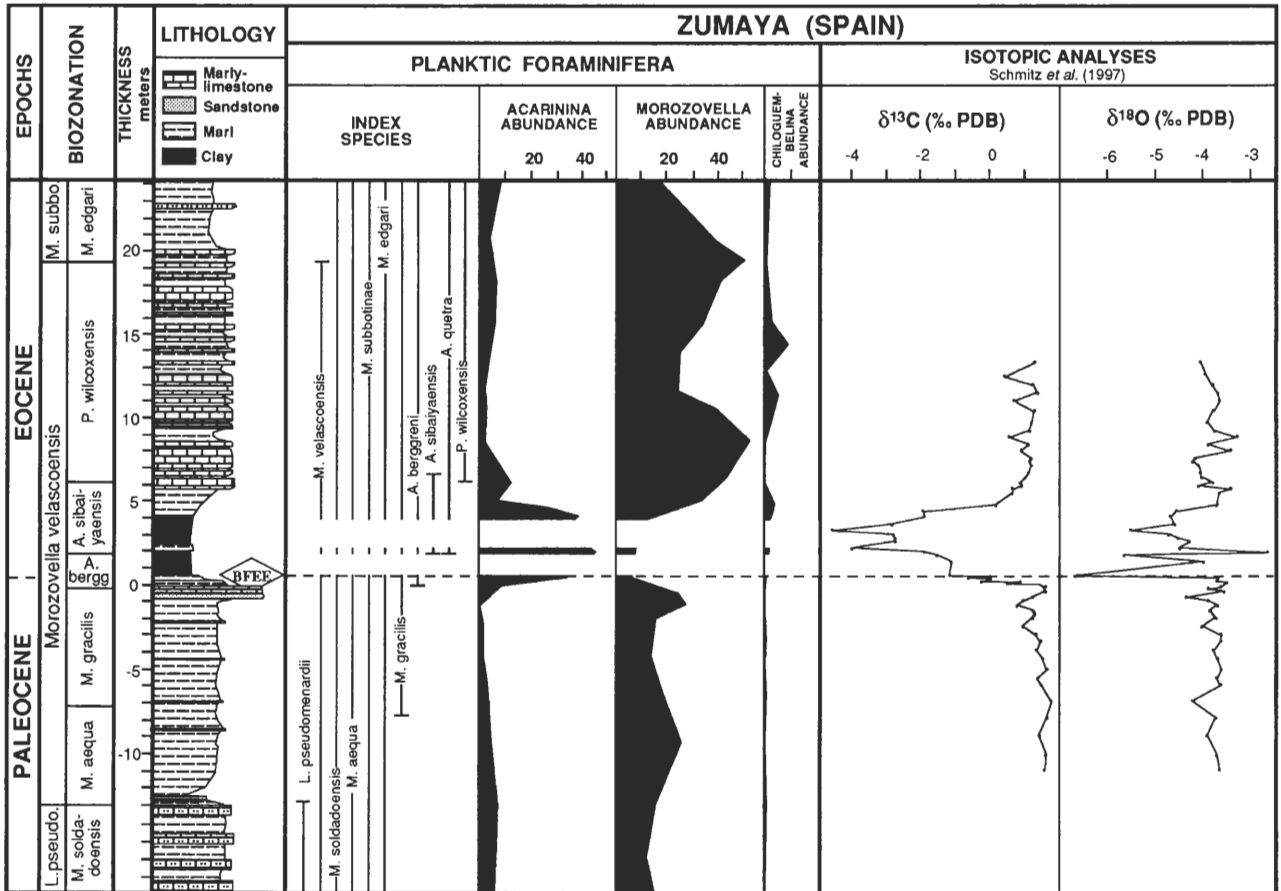 ZUMAYA (SPAIN)
EPOCHS
BIOZONATION
THICKNESS
meters
LITHOLOGY
Marly-
limestone
Sandstone
Marl
Clay
PLANKTIC FORAMINIFERA
INDEX
SPECIES
ACARININA
ABUNDANCE
20 40
MOROZOVELLA
ABUNDANCE
20 40
CHILOGUEM-
BELINA
ABUNDANCE
ISOTOPIC ANALYSES
Schmitz et al. (1997)
δ13C (‰ PDB)
-4 -2 0
δ18O (‰ PDB)
-6 -5 -4 -3
EOCENE
PALEOCENE
M. subbo
Morozovella velascoensis
L.pseudo.
M. edgari
P. wilcoxensis
A. sibai-
yaensis
A.
bergg
M. gracilis
M. aequa
M. solda-
doensis
20
15
10
5
0
-5
-10
BFEE
L. pseudomenardii
M. velascoensis
M. soldadoensis
M. aequa
M. subbotinae
M. edgari
M. gracilis
A. berggreni
A. sibaiyaensis
A. quetra
P. wilcoxensis